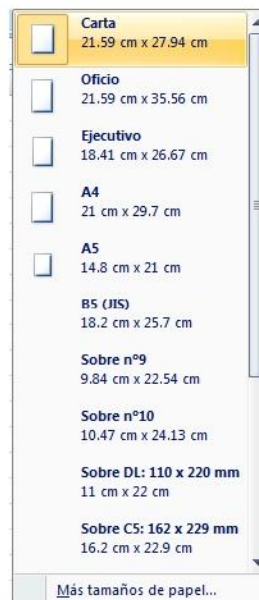 Carta
21.59 cm x 27.94 cm
Oficio
21.59 cm x 35.56 cm
Ejecutivo
18.41 cm x 26.67 cm
A4
21 cm x 29.7 cm
A5
14.8 cm x 21 cm
B5 (JIS)
18.2 cm x 25.7 cm
Sobre nº9
9.84 cm x 22.54 cm
Sobre nº10
10.47 cm x 24.13 cm
Sobre DL: 110 x 220 mm
11 cm x 22 cm
Sobre C5: 162 x 229 mm
16.2 cm x 22.9 cm
Más tamaños de papel...